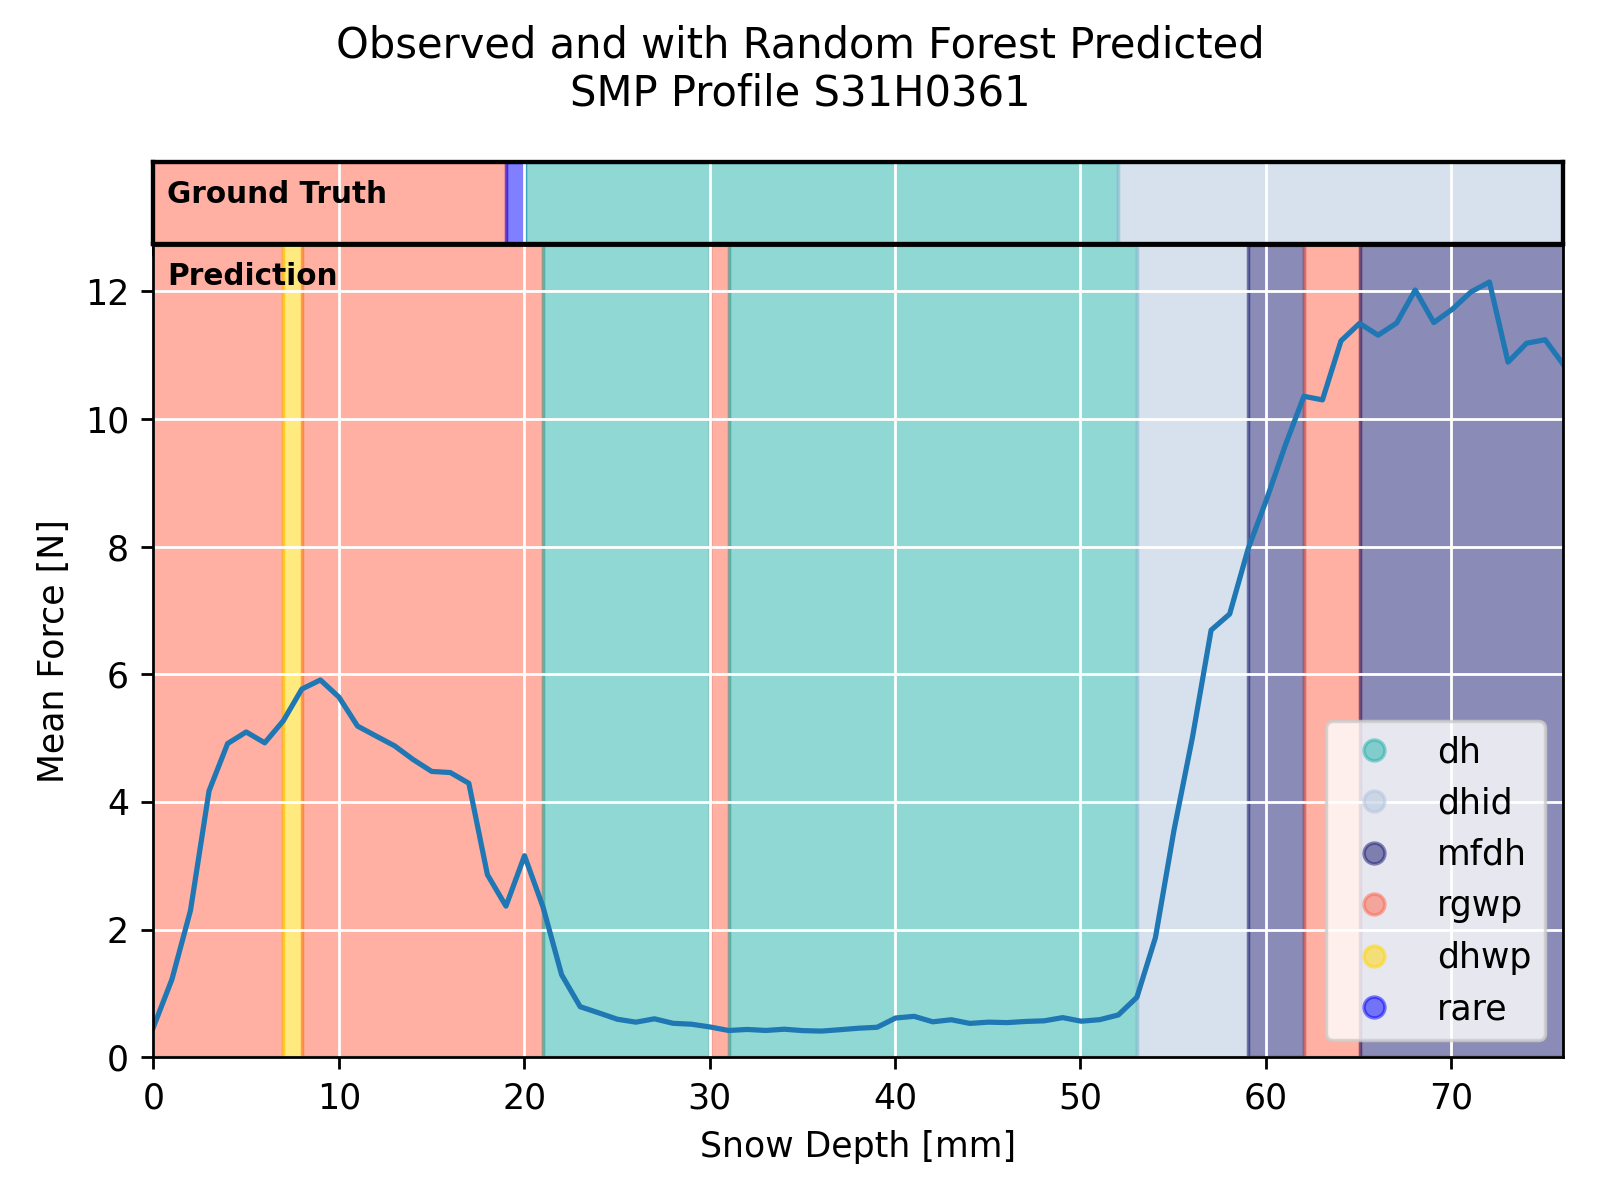 Observed and with Random Forest Predicted
SMP Profile S31H0361
Ground Truth
Prediction
12
10
8
6
4
2
0
Mean Force [N]
dh
dhid
mfdh
rgwp
dhwp
rare
0 10 20 30 40 50 60 70
Snow Depth [mm]